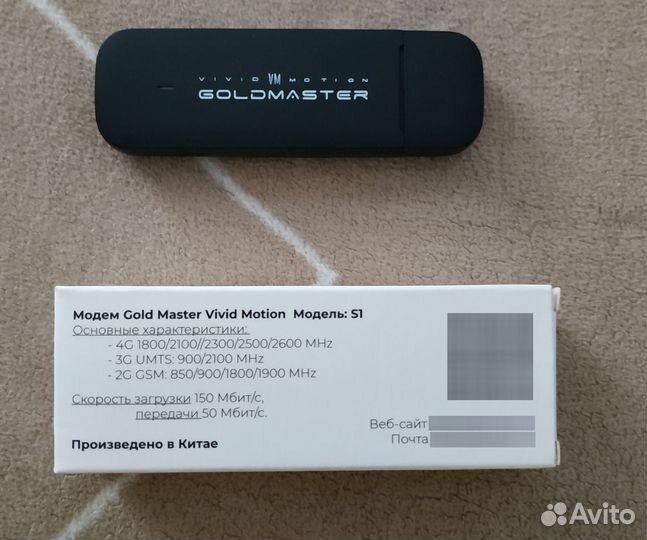 VIVID VM MOTION
GOLDMASTER
Модем Gold Master Vivid Motion Модель: S1
Основные характеристики:
- 4G 1800/2100//2300/2500/2600 MHz
- 3G UMTS: 900/2100 MHz
- 2G GSM: 850/900/1800/1900 MHz
Скорость загрузки 150 Мбит/с,
передачи 50 Мбит/с.
Веб-сайт
Почта
Произведено в Китае
Avito